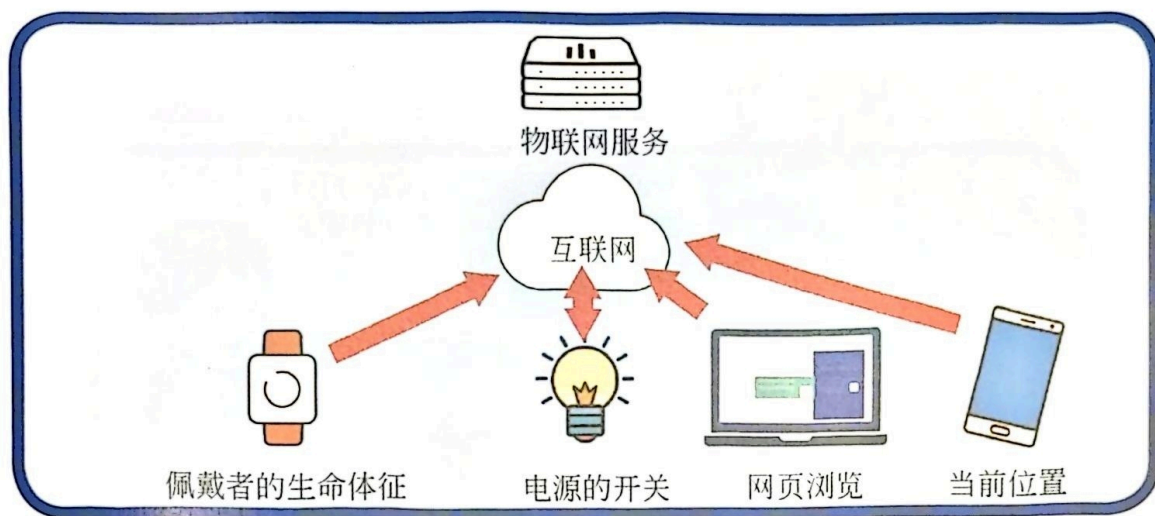 物联网服务
互联网
佩戴者的生命体征
电源的开关
网页浏览
当前位置